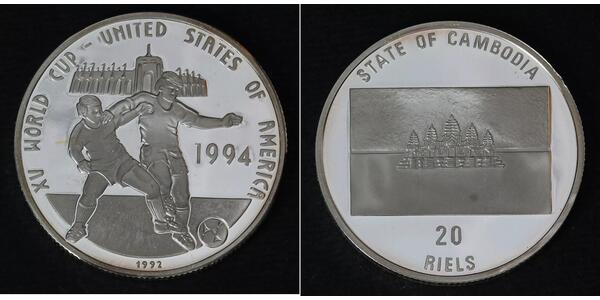 XV WORLD CUP - UNITED STATES OF AMERICA
1994
1992
STATE OF CAMBODIA
20
RIELS